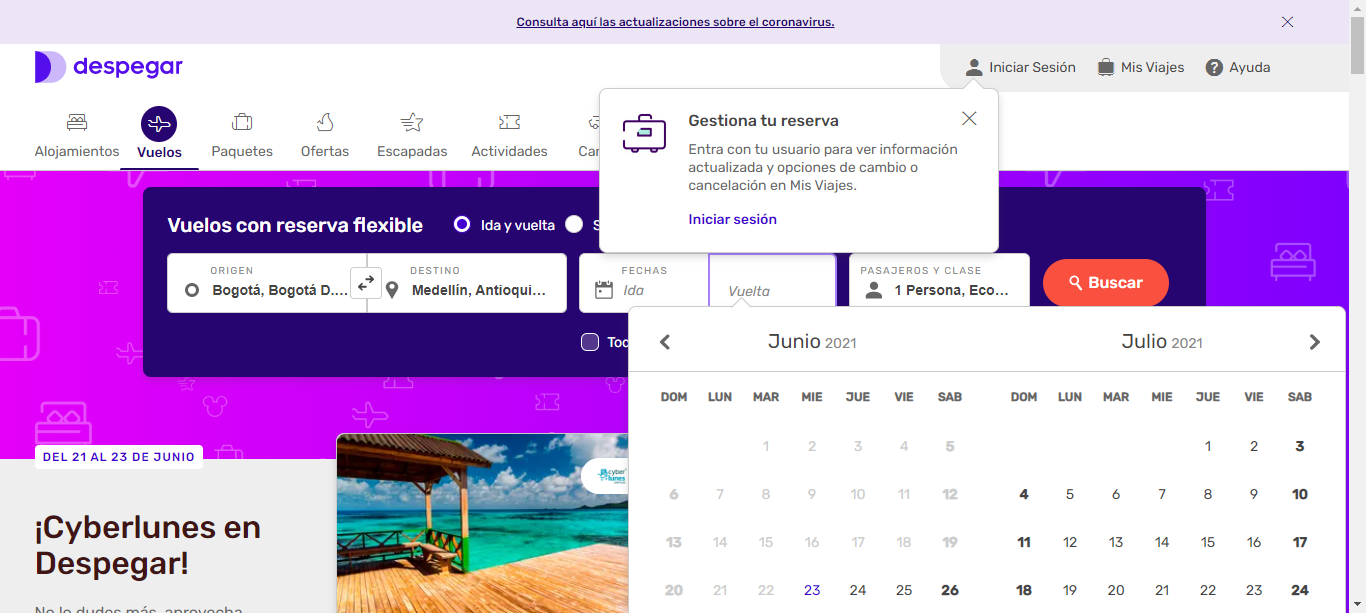 Consulta aquí las actualizaciones sobre el coronavirus.
despegar
Iniciar Sesión
Mis Viajes
Ayuda
Alojamientos
Vuelos
Paquetes
Ofertas
Escapadas
Actividades
Gestiona tu reserva
Entra con tu usuario para ver información
actualizada y opciones de cambio o
cancelación en Mis Viajes.
Iniciar sesión
Vuelos con reserva flexible
Ida y vuelta
ORIGEN
Bogotá, Bogotá D....
DESTINO
Medellín, Antioqui...
FECHAS
Ida
Vuelta
PASAJEROS Y CLASE
1 Persona, Eco...
Buscar
Junio 2021
DOM LUN MAR MIE JUE VIE SAB
1 2 3 4 5
6 7 8 9 10 11 12
13 14 15 16 17 18 19
20 21 22 23 24 25 26
Julio 2021
DOM LUN MAR MIE JUE VIE SAB
1 2 3
4 5 6 7 8 9 10
11 12 13 14 15 16 17
18 19 20 21 22 23 24
DEL 21 AL 23 DE JUNIO
¡Cyberlunes en
Despegar!
No lo dudes más, aprovecha
cyber
lunes